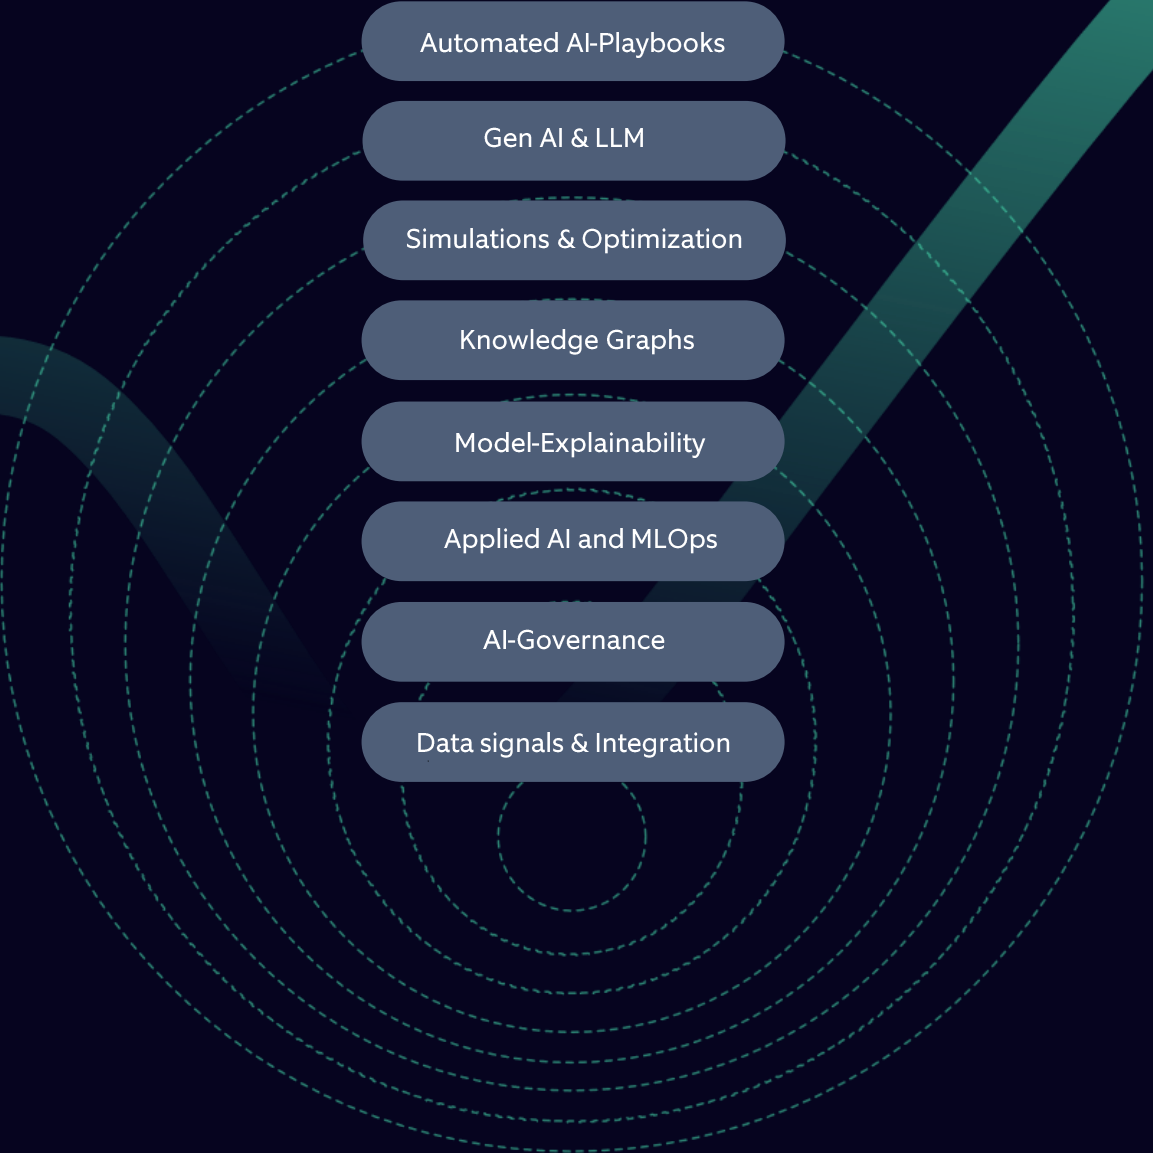 Automated AI-Playbooks
Gen AI & LLM
Simulations & Optimization
Knowledge Graphs
Model-Explainability
Applied AI and MLOps
AI-Governance
Data signals & Integration